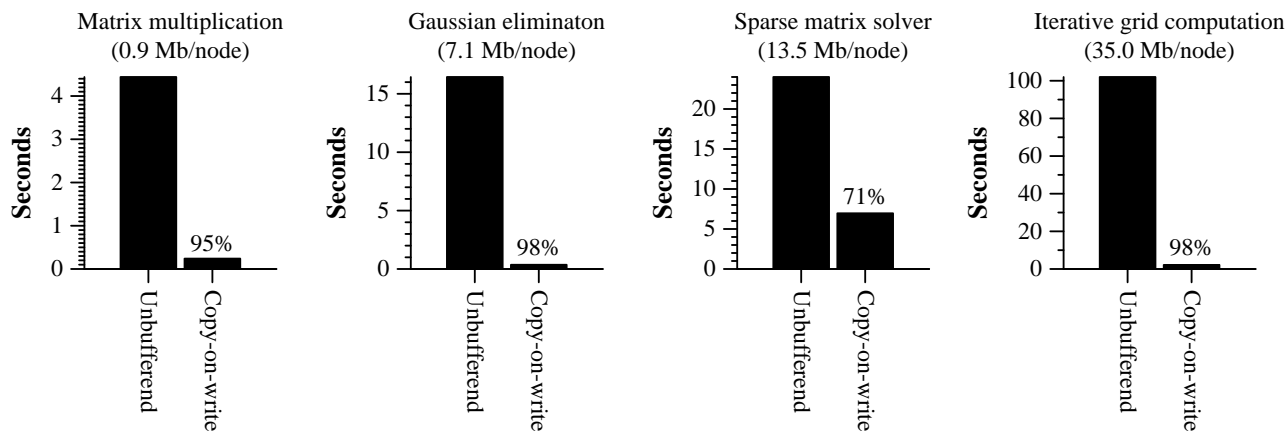 Matrix multiplication
(0.9 Mb/node)
Seconds
4
3
2
1
0
95%
Unbufferend
Copy-on-write
Gaussian eliminaton
(7.1 Mb/node)
Seconds
15
10
5
0
98%
Unbufferend
Copy-on-write
Sparse matrix solver
(13.5 Mb/node)
Seconds
20
15
10
5
0
71%
Unbufferend
Copy-on-write
Iterative grid computation
(35.0 Mb/node)
Seconds
100
80
60
40
20
0
98%
Unbufferend
Copy-on-write